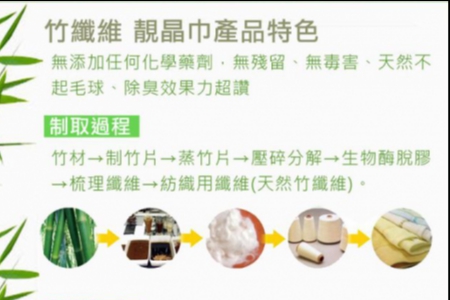 竹纖維 靚晶巾產品特色
無添加任何化學藥劑，無殘留、無毒害、天然不
起毛球、除臭效果力超讚
制取過程
竹材→制竹片→蒸竹片→壓碎分解→生物酶脫膠
→梳理纖維→紡織用纖維(天然竹纖維)。